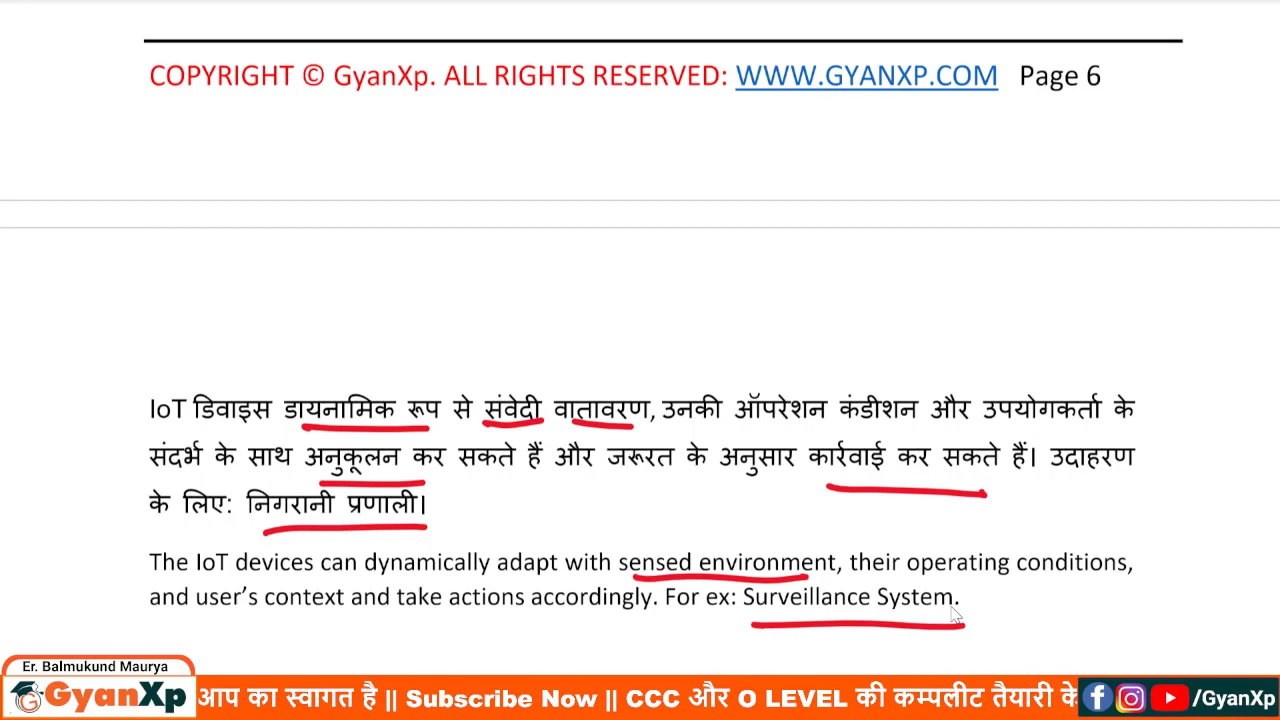 COPYRIGHT © GyanXp. ALL RIGHTS RESERVED: WWW.GYANXP.COM Page 6
IoT डिवाइस डायनामिक रूप से संवेदी वातावरण, उनकी ऑपरेशन कंडीशन और उपयोगकर्ता के
संदर्भ के साथ अनुकूलन कर सकते हैं और जरूरत के अनुसार कार्रवाई कर सकते हैं। उदाहरण
के लिए: निगरानी प्रणाली।
The IoT devices can dynamically adapt with sensed environment, their operating conditions,
and user’s context and take actions accordingly. For ex: Surveillance System.
Er. Balmukund Maurya
GyanXp आप का स्वागत है || Subscribe Now || CCC और O LEVEL की कम्पलीट तैयारी के /GyanXp